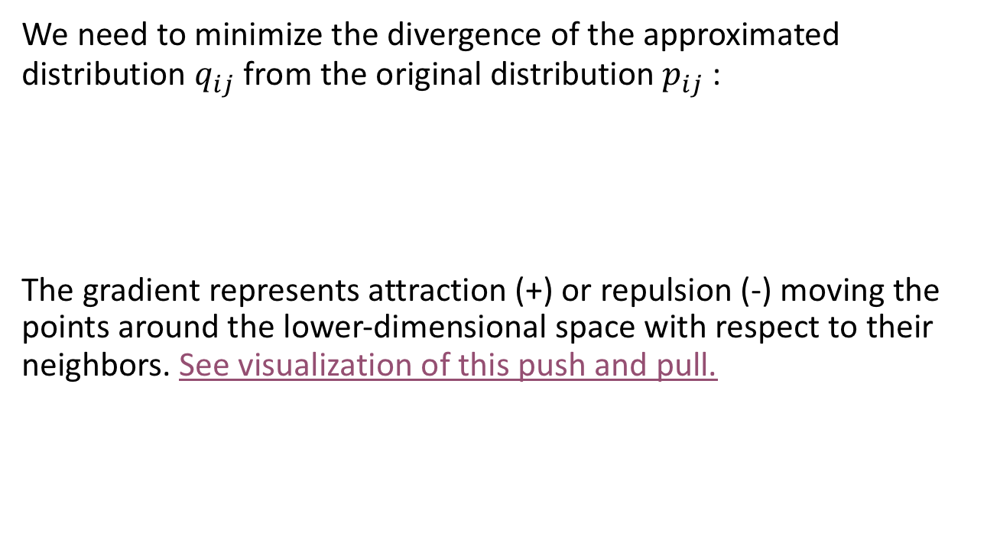 We need to minimize the divergence of the approximated
distribution $q_{ij}$ from the original distribution $p_{ij}$ :
The gradient represents attraction (+) or repulsion (-) moving the
points around the lower-dimensional space with respect to their
neighbors. See visualization of this push and pull.